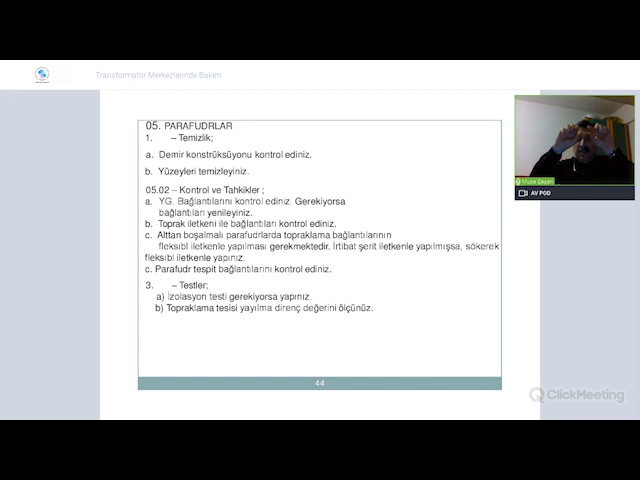 Transformatör Merkezlerinde Bakım
05. PARAFUDRLAR
1. – Temizlik;
a. Demir konstrüksüyonu kontrol ediniz.
b. Yüzeyleri temizleyiniz.
05.02 – Kontrol ve Tahkikler ;
a. YG. Bağlantılarını kontrol ediniz. Gerekiyorsa
bağlantıları yenileyiniz.
b. Toprak iletkeni ile bağlantıları kontrol ediniz.
c. Alttan boşalmalı parafudrlarda topraklama bağlantılarının
fleksıbl iletkenle yapılması gerekmektedir. İrtibat şerit iletkenle yapılmışsa, sökerek
fleksıbl iletkenle yapınız.
c. Parafudr tespit bağlantılarını kontrol ediniz.
3. – Testler;
a) İzolasyon testi gerekiyorsa yapınız
b) Topraklama tesisi yayılma direnç değerini ölçünüz.
44
Musa Çeçen
AV POD
ClickMeeting